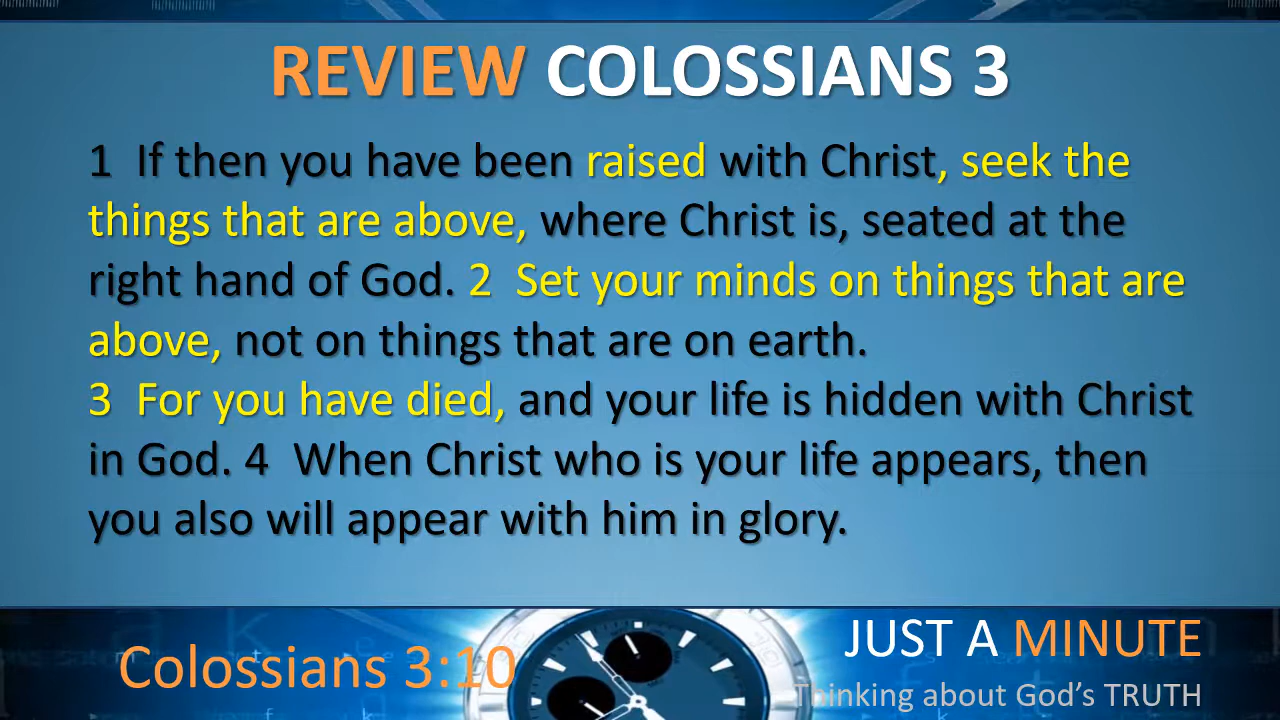 REVIEW COLOSSIANS 3
1 If then you have been raised with Christ, seek the
things that are above, where Christ is, seated at the
right hand of God. 2 Set your minds on things that are
above, not on things that are on earth.
3 For you have died, and your life is hidden with Christ
in God. 4 When Christ who is your life appears, then
you also will appear with him in glory.
Colossians 3:10
JUST A MINUTE
Thinking about God's TRUTH